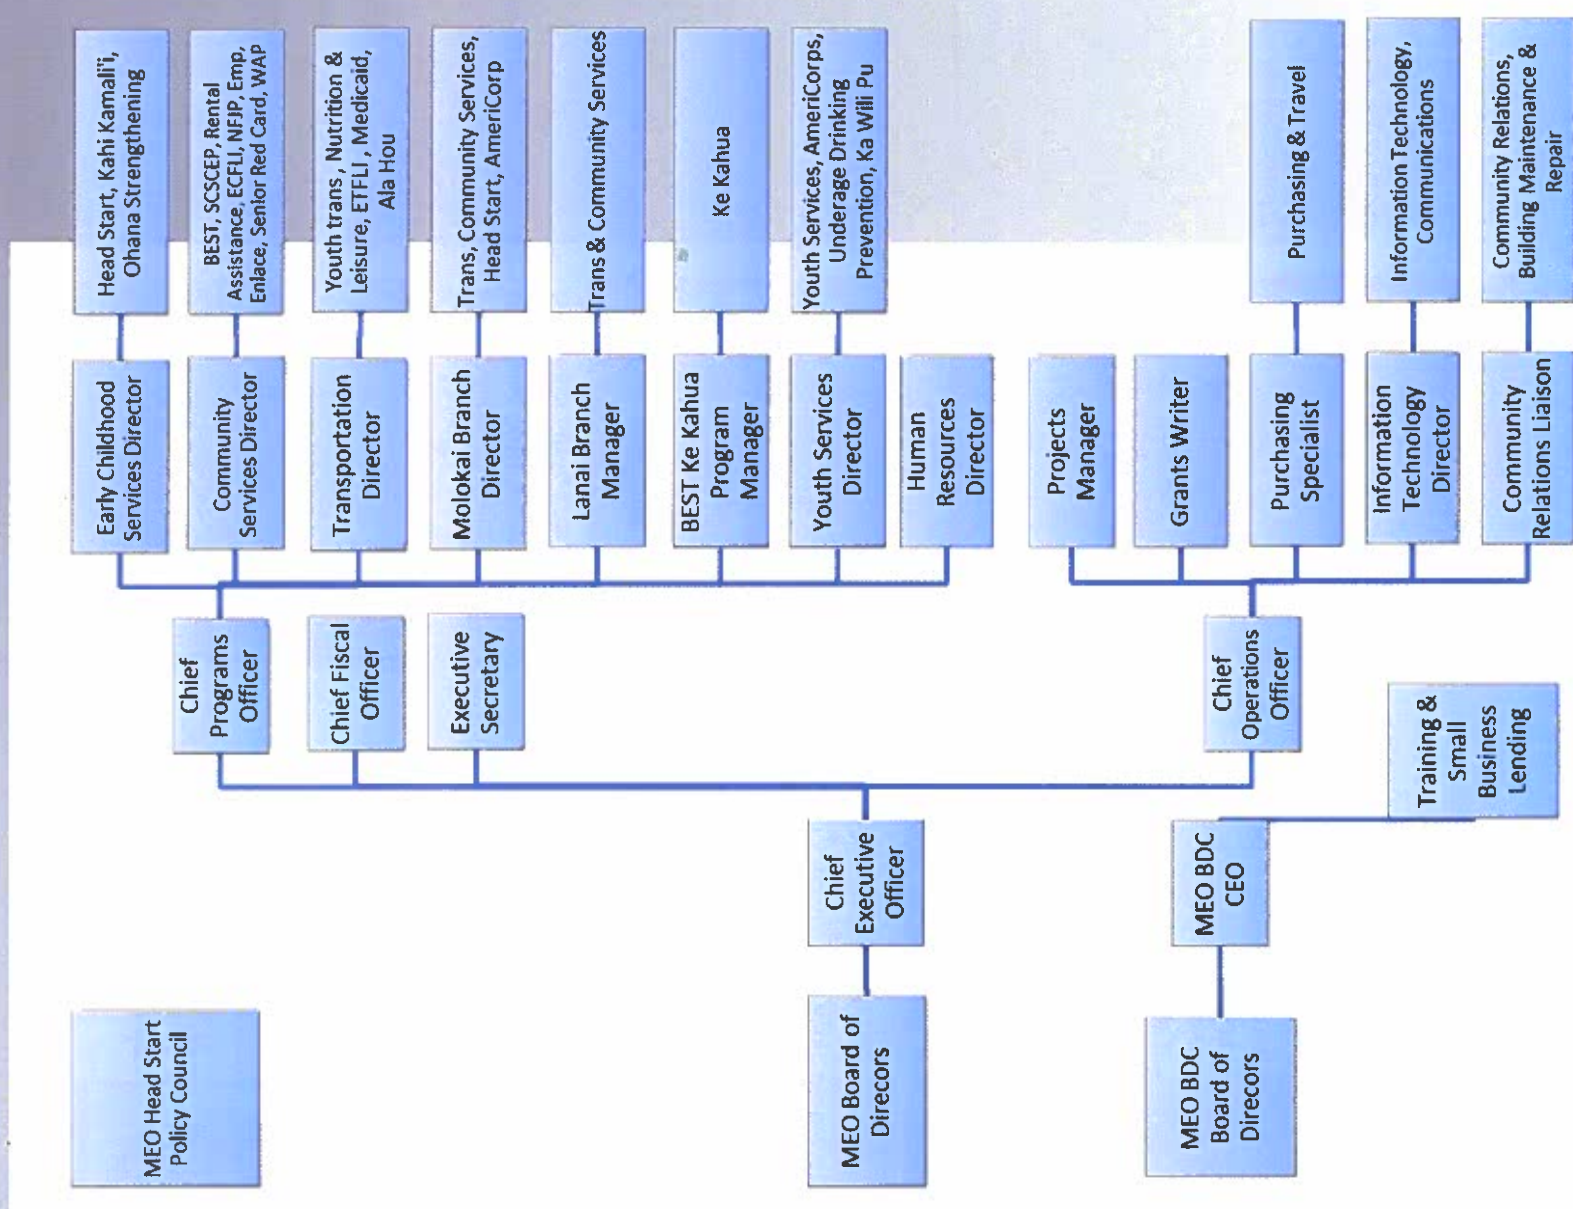 MEO Head Start
Policy Council
MEO Board of
Direcors
MEO BDC
Board of
Direcors
Chief
Executive
Officer
MEO BDC
CEO
Training &
Small
Business
Lending
Chief
Programs
Officer
Chief Fiscal
Officer
Executive
Secretary
Chief
Operations
Officer
Early Childhood
Services Director
Community
Services Director
Transportation
Director
Molokai Branch
Director
Lanai Branch
Manager
BEST Ke Kahua
Program
Manager
Youth Services
Director
Human
Resources
Director
Projects
Manager
Grants Writer
Purchasing
Specialist
Information
Technology
Director
Community
Relations Liaison
Head Start, Kahi Kamali'i,
Ohana Strengthening
BEST, SCSCEP, Rental
Assistance, ECFLI, NFJP, Emp,
Enlace, Senior Red Card, WAP
Youth trans, Nutrition &
Leisure, ETFLI, Medicaid,
Ala Hou
Trans, Community Services,
Head Start, AmeriCorp
Trans & Community Services
Ke Kahua
Youth Services, AmeriCorps,
Underage Drinking
Prevention, Ka Wili Pu
Purchasing & Travel
Information Technology,
Communications
Community Relations,
Building Maintenance &
Repair